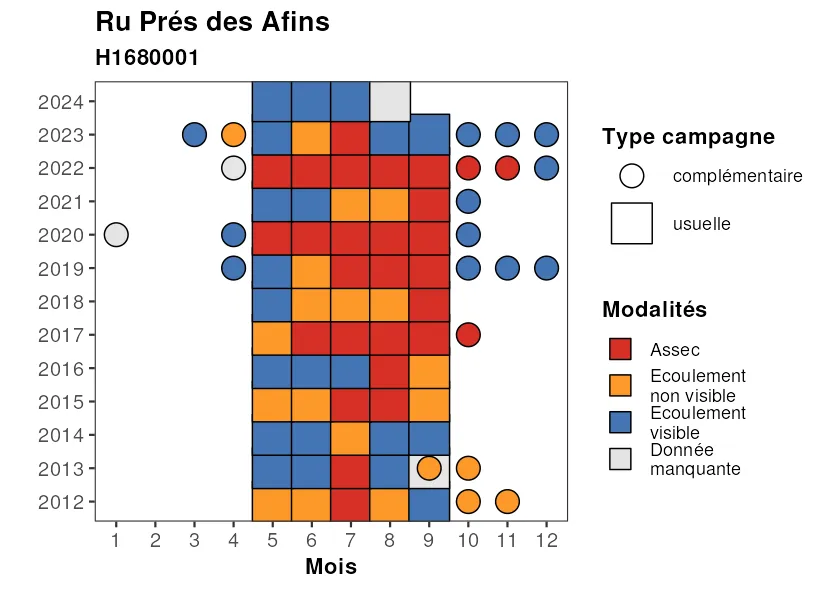 Ru Prés des Afins
H1680001
2024
2023
2022
2021
2020
2019
2018
2017
2016
2015
2014
2013
2012
1 2 3 4 5 6 7 8 9 10 11 12
Mois
Type campagne
complémentaire
usuelle
Modalités
Assec
Ecoulement
non visible
Ecoulement
visible
Donnée
manquante